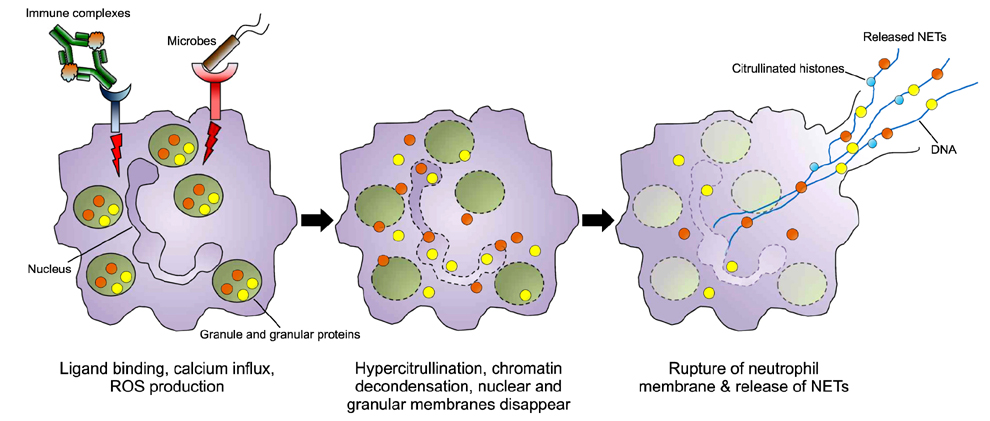 Immune complexes
Microbes
Nucleus
Granule and granular proteins
Ligand binding, calcium influx,
ROS production
Hypercitrullination, chromatin
decondensation, nuclear and
granular membranes disappear
Released NETs
Citrullinated histones
DNA
Rupture of neutrophil
membrane & release of NETs